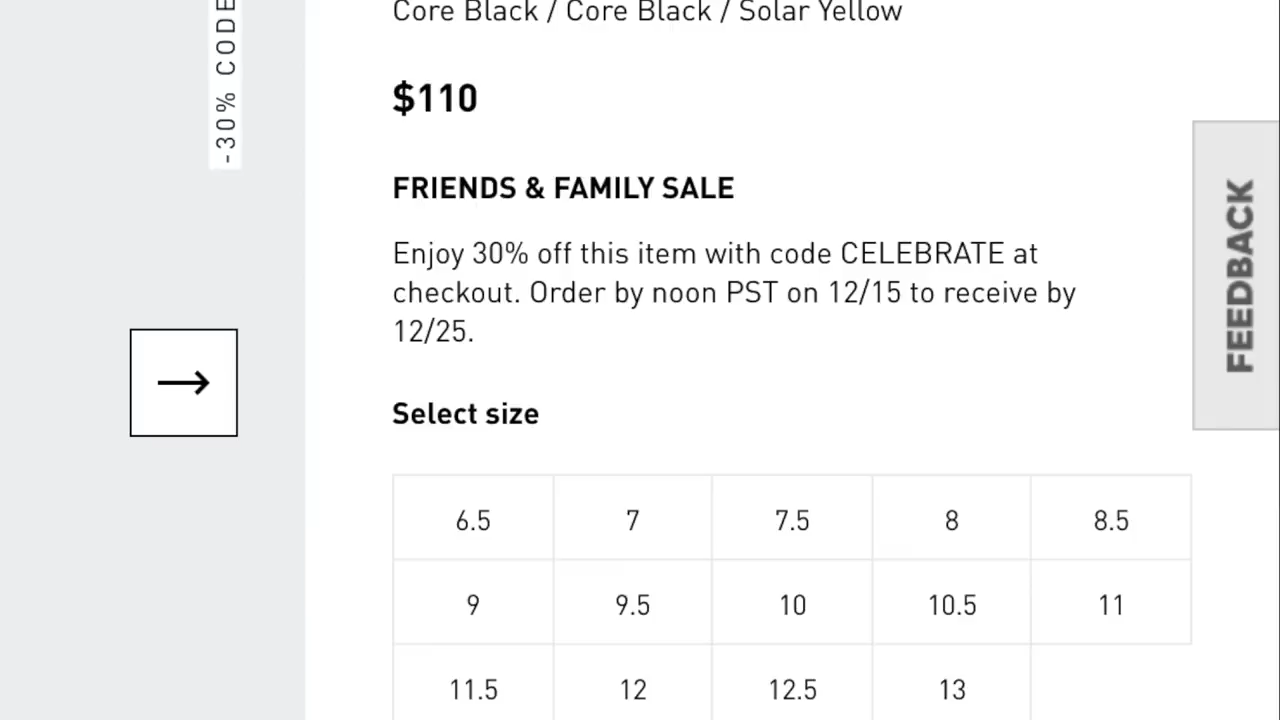 -30% CODE
Core Black / Core Black / Solar Yellow
$110
FRIENDS & FAMILY SALE
Enjoy 30% off this item with code CELEBRATE at
checkout. Order by noon PST on 12/15 to receive by
12/25.
FEEDBACK
Select size
6.5 7 7.5 8 8.5
9 9.5 10 10.5 11
11.5 12 12.5 13